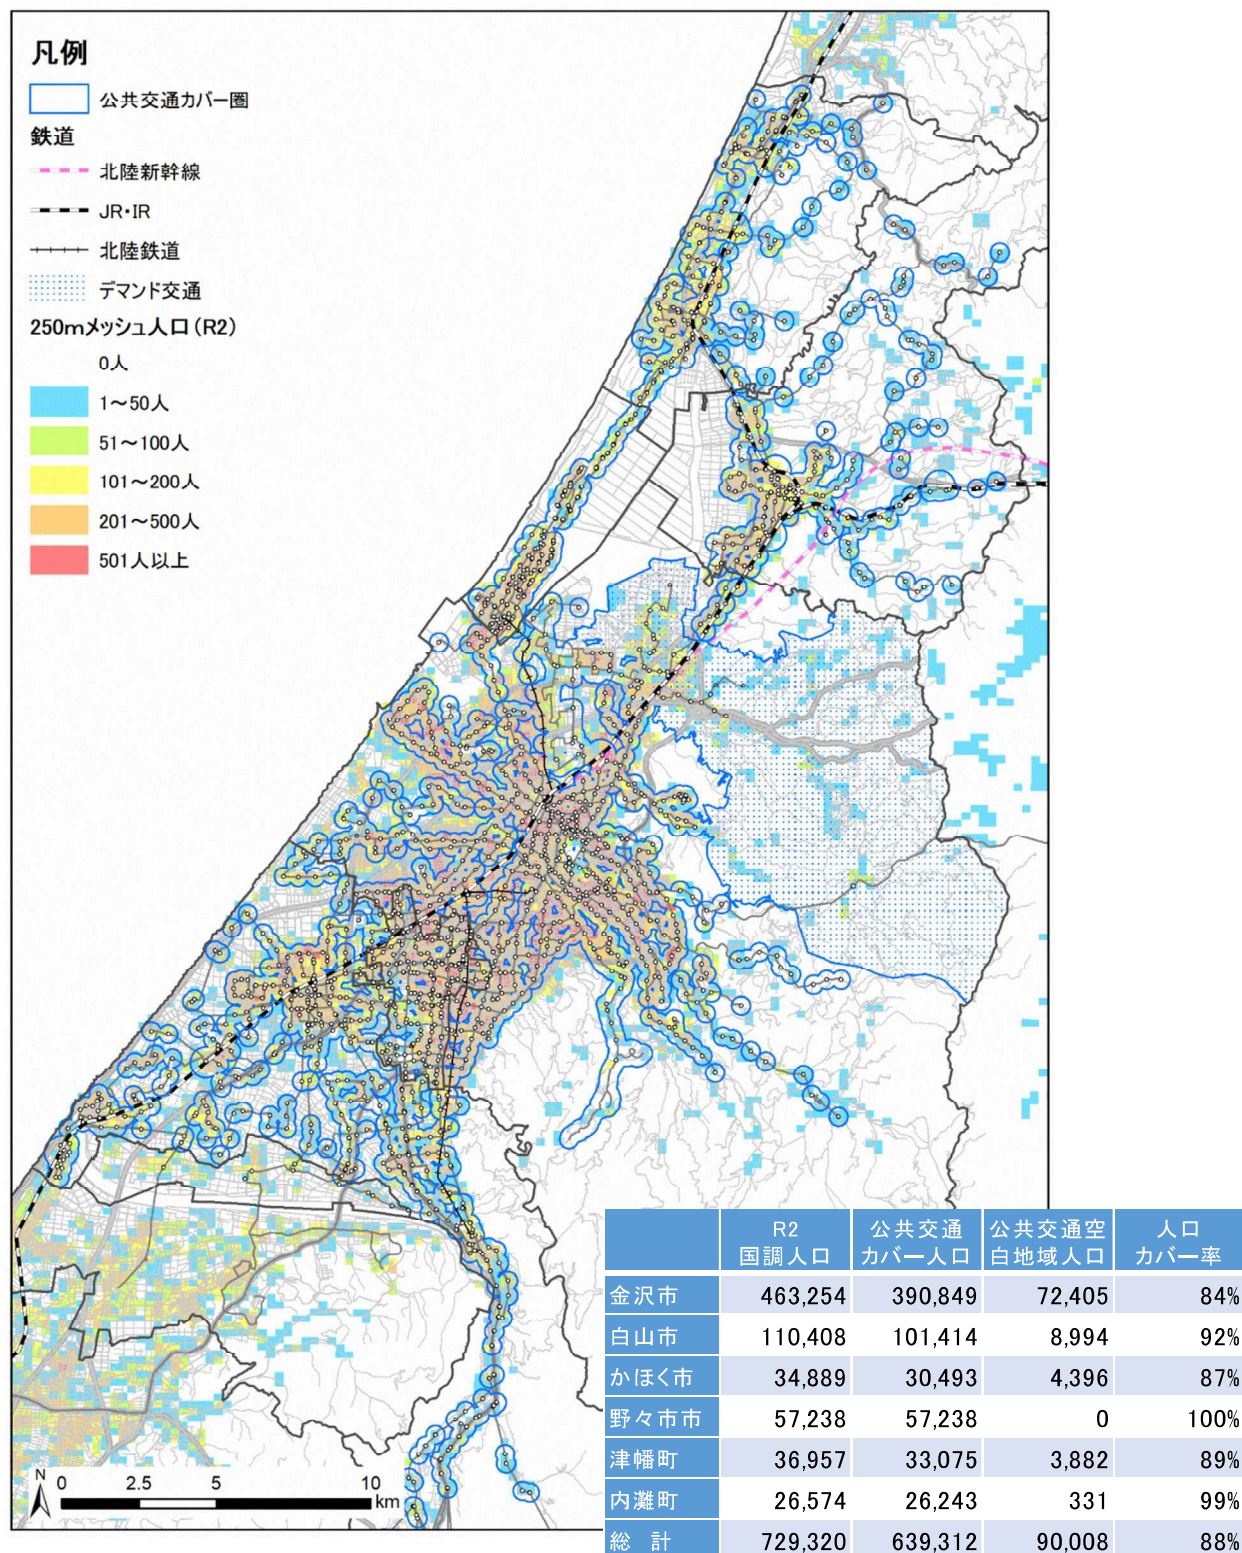 凡例
公共交通カバー圏
鉄道
北陸新幹線
JR・IR
北陸鉄道
デマンド交通
250mメッシュ人口(R2)
0人
1～50人
51～100人
101～200人
201～500人
501人以上
N 0 2.5 5 10 km
R2 国調人口 公共交通カバー人口 公共交通空白地域人口 人口カバー率
金沢市 463,254 390,849 72,405 84%
白山市 110,408 101,414 8,994 92%
かほく市 34,889 30,493 4,396 87%
野々市市 57,238 57,238 0 100%
津幡町 36,957 33,075 3,882 89%
内灘町 26,574 26,243 331 99%
総 計 729,320 639,312 90,008 88%